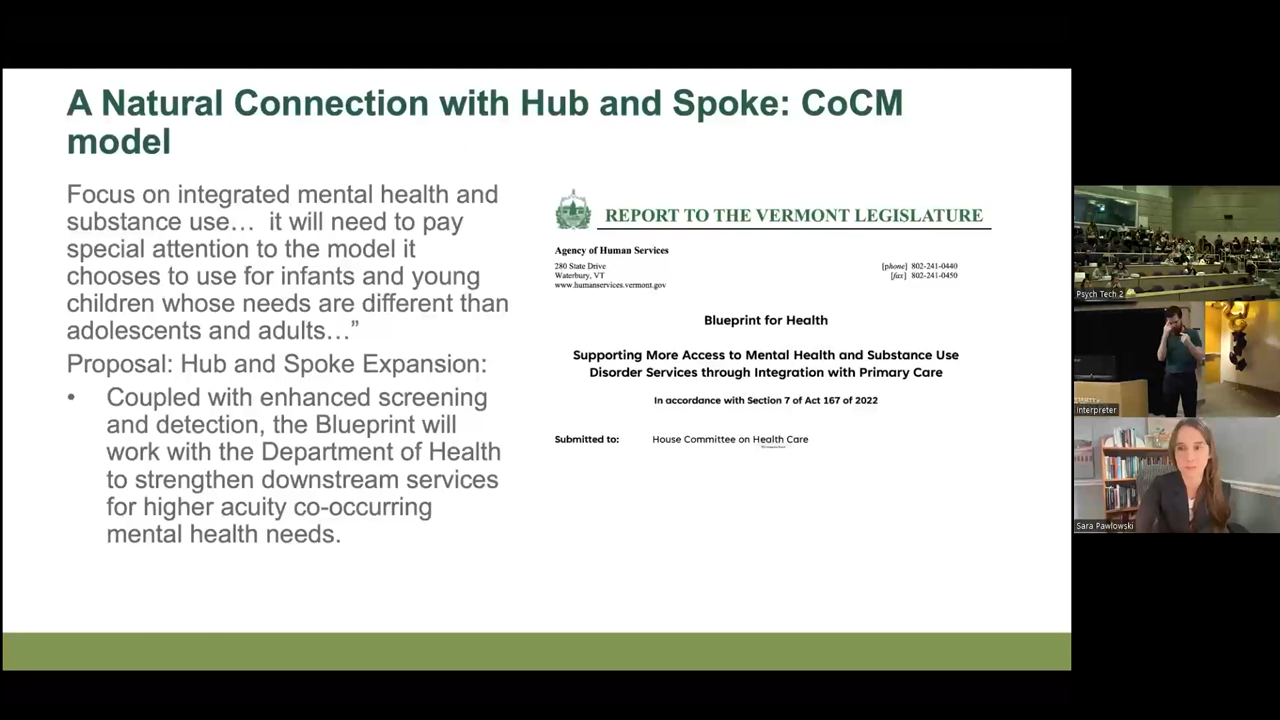 A Natural Connection with Hub and Spoke: CoCM
model
Focus on integrated mental health and
substance use… it will need to pay
special attention to the model it
chooses to use for infants and young
children whose needs are different than
adolescents and adults…”
Proposal: Hub and Spoke Expansion:
• Coupled with enhanced screening
and detection, the Blueprint will
work with the Department of Health
to strengthen downstream services
for higher acuity co-occurring
mental health needs.
REPORT TO THE VERMONT LEGISLATURE
Agency of Human Services
280 State Drive
Waterbury, VT
www.humanservices.vermont.gov
[phone] 802-241-0440
[fax] 802-241-0450
Blueprint for Health
Supporting More Access to Mental Health and Substance Use
Disorder Services through Integration with Primary Care
In accordance with Section 7 of Act 167 of 2022
Submitted to: House Committee on Health Care
Psych Tech 2
Interpreter
Sara Pawlowski